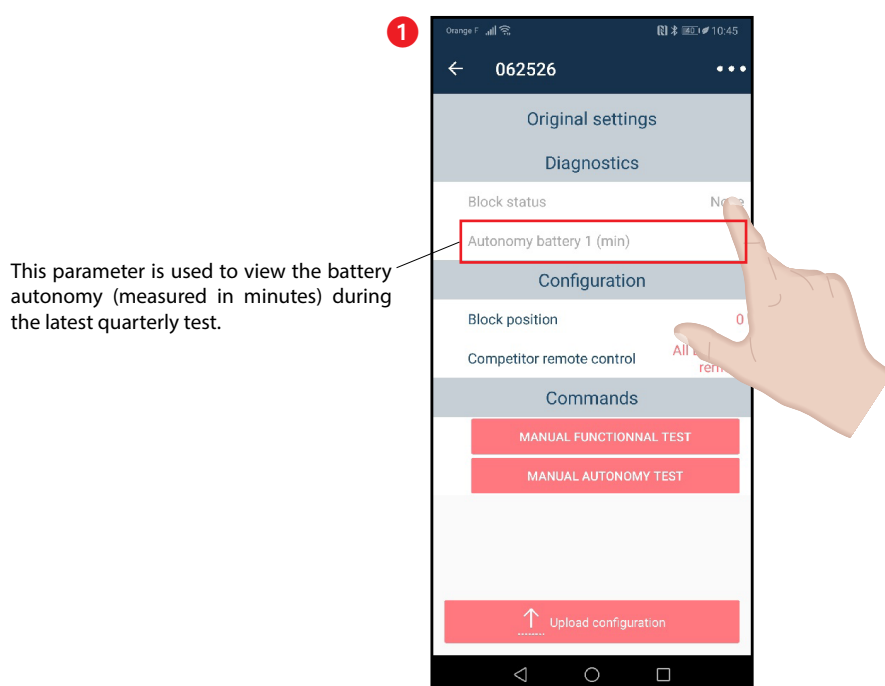 1
Orange F 10:45
062526
Original settings
Diagnostics
Block status
Autonomy battery 1 (min)
This parameter is used to view the battery
autonomy (measured in minutes) during
the latest quarterly test.
Configuration
Block position 0
Competitor remote control All
Commands
MANUAL FUNCTIONNAL TEST
MANUAL AUTONOMY TEST
Upload configuration